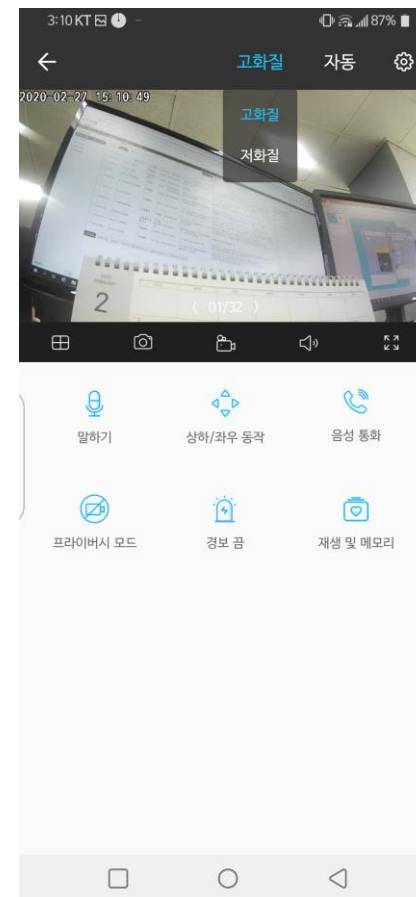 3:10 KT
87%
고화질 자동
2020-02-27 15:10:49
고화질
저화질
2
01/32
말하기 상하/좌우 동작 음성 통화
프라이버시 모드 경보 끔 재생 및 메모리